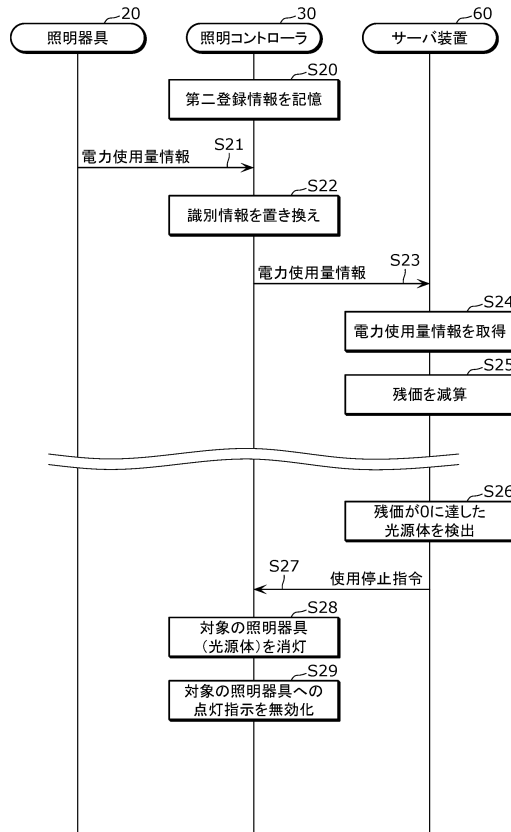 20
30
60
照明器具
照明コントローラ
サーバ装置
S20
第二登録情報を記憶
S21
電力使用量情報
S22
識別情報を置き換え
S23
電力使用量情報
S24
電力使用量情報を取得
S25
残価を減算
S26
残価が0に達した
光源体を検出
S27
使用停止指令
S28
対象の照明器具
(光源体)を消灯
S29
対象の照明器具への
点灯指示を無効化